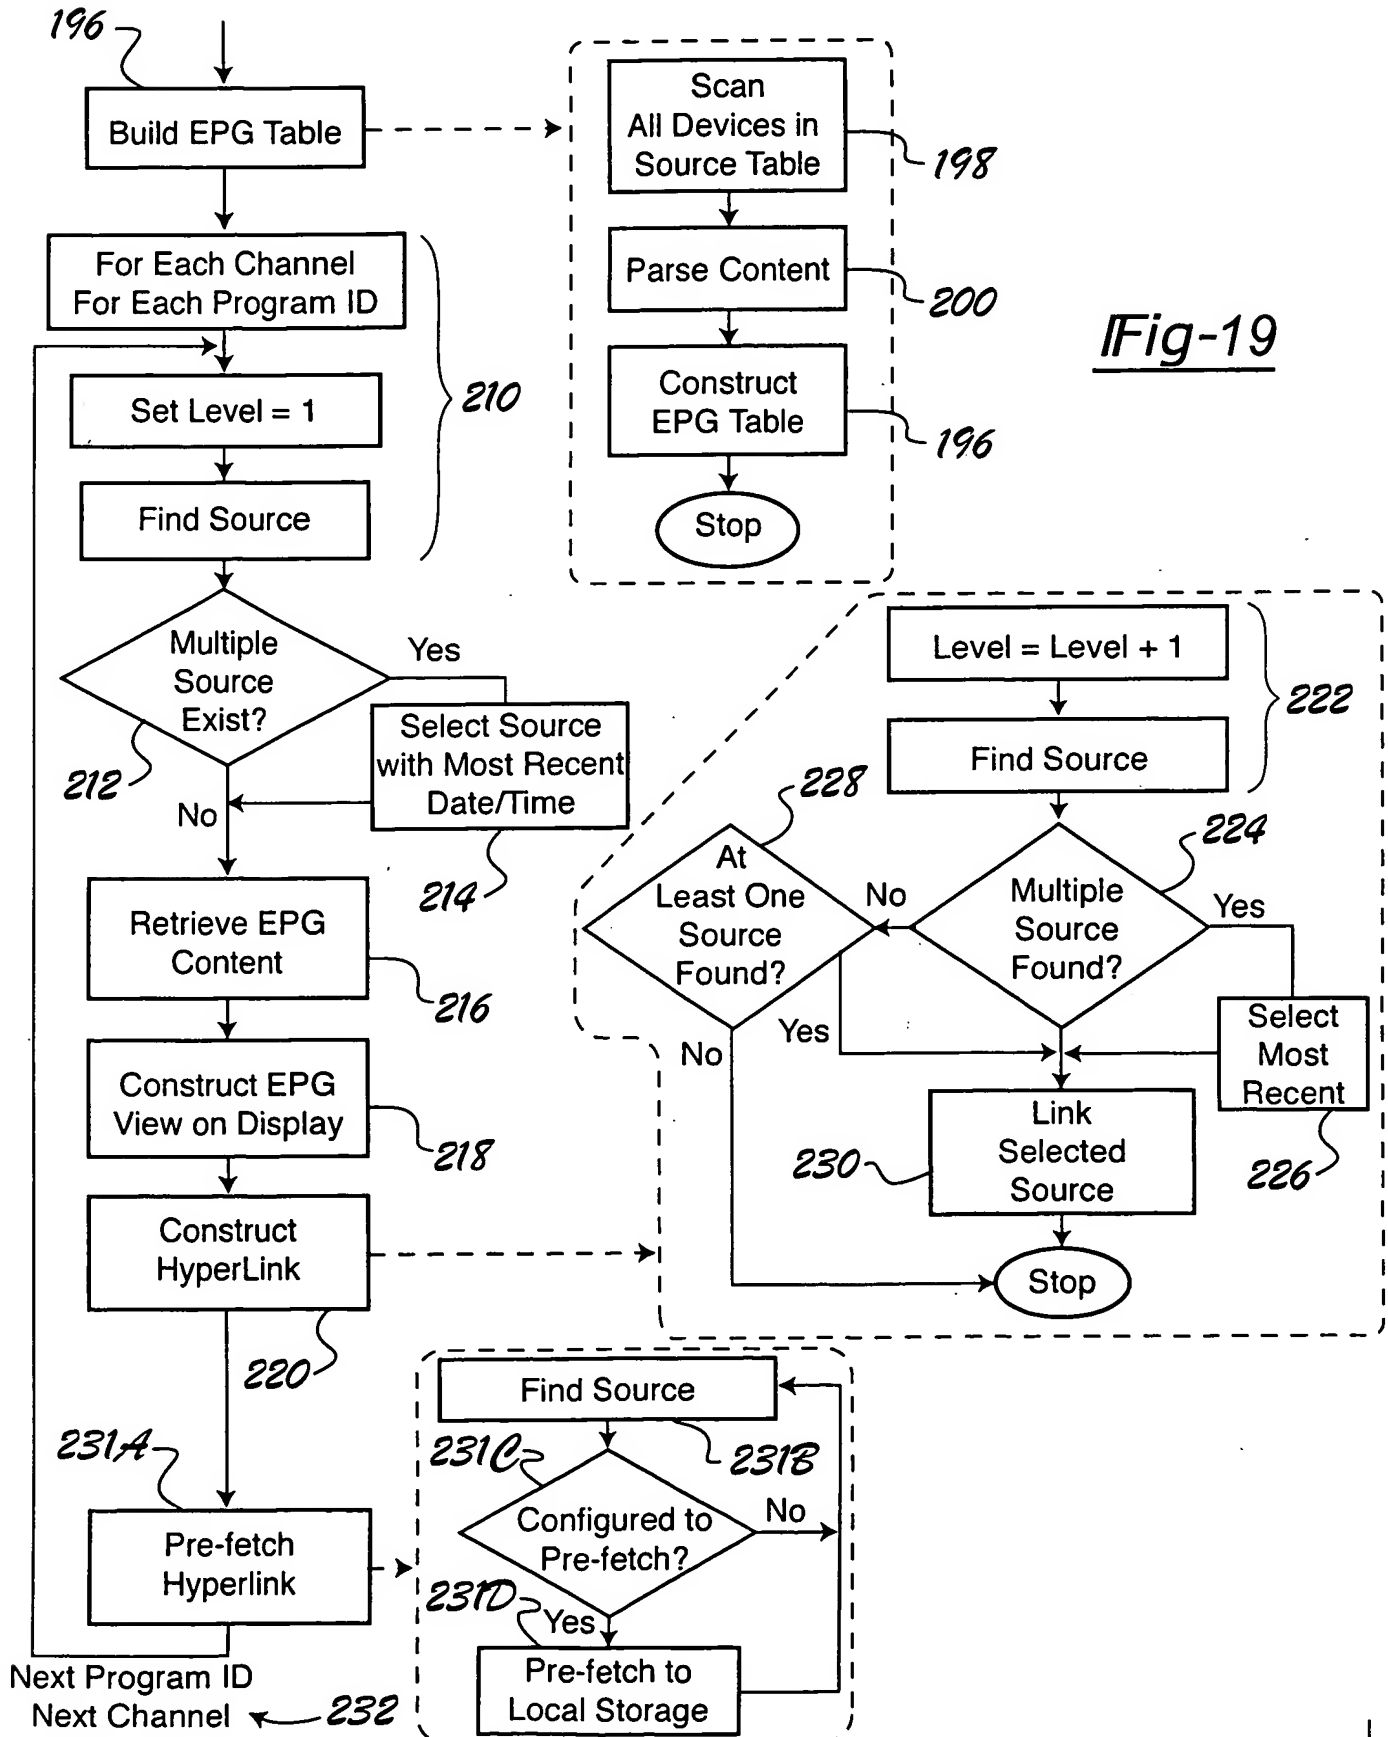 196
Build EPG Table
For Each Channel
For Each Program ID
Set Level = 1
Find Source
210
Multiple
Source
Exist?
Yes
212
No
Select Source
with Most Recent
Date/Time
214
Retrieve EPG
Content
216
Construct EPG
View on Display
218
Construct
HyperLink
220
231A
Pre-fetch
Hyperlink
Next Program ID
Next Channel
232
Scan
All Devices in
Source Table
198
Parse Content
200
Construct
EPG Table
196
Stop
Fig-19
Level = Level + 1
Find Source
222
228
At
Least One
Source
Found?
No
Yes
No
224
Multiple
Source
Found?
Yes
Select
Most
Recent
226
Link
Selected
Source
230
Stop
Find Source
231B
231C
Configured to
Pre-fetch?
No
231D
Yes
Pre-fetch to
Local Storage